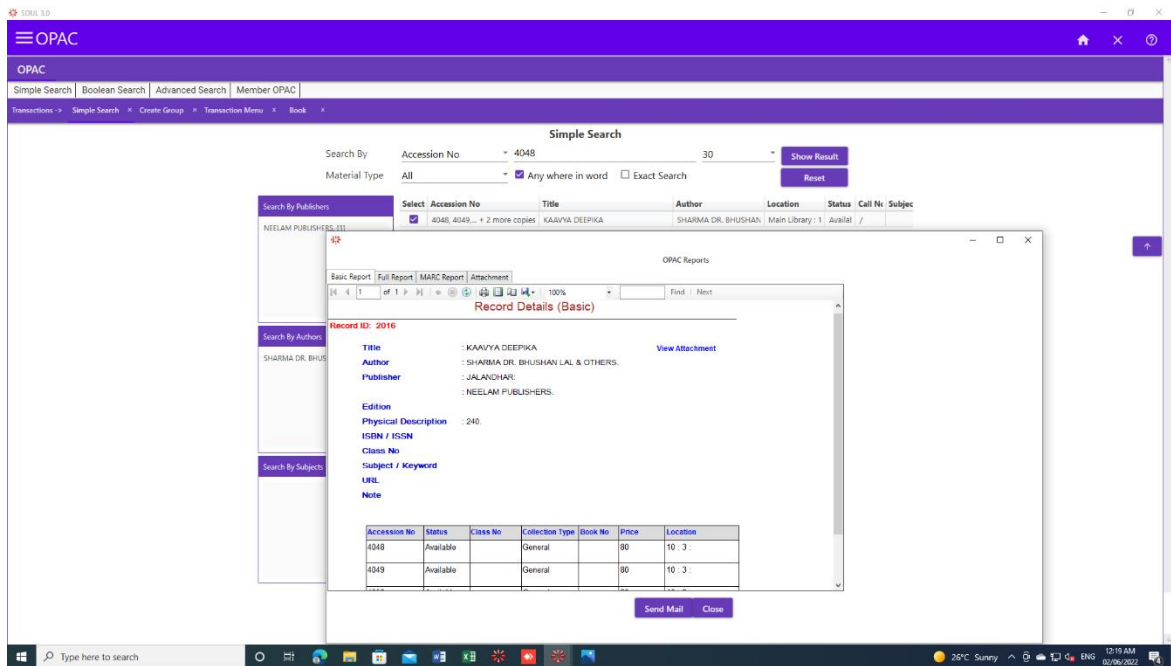 SOUL 3.0
OPAC
OPAC
Simple Search Boolean Search Advanced Search Member OPAC
Transactions -> Simple Search × Create Group × Transaction Menu × Book ×
Simple Search
Search By Accession No 4048 30 Show Result
Material Type All Any where in word Exact Search Reset
Search By Publishers
NEELAM PUBLISHERS, [1]
Select Accession No Title Author Location Status Call No Subjec
4048, 4049,... + 2 more copies KAAVYA DEEPIKA SHARMA DR. BHUSHAN Main Library : 1 Availal /
OPAC Reports
Basic Report Full Report MARC Report Attachment
1 of 1 100% Find Next
Record Details (Basic)
Record ID: 2016
Title : KAAVYA DEEPIKA View Attachment
Author : SHARMA DR. BHUSHAN LAL & OTHERS.
Publisher : JALANDHAR:
: NEELAM PUBLISHERS.
Edition
Physical Description : 240.
ISBN / ISSN
Class No
Subject / Keyword
URL
Note
Search By Authors
SHARMA DR. BHUS
Search By Subjects
Accession No Status Class No Collection Type Book No Price Location
4048 Available General 80 10 : 3 :
4049 Available General 80 10 : 3 :
Send Mail Close
Type here to search
26°C Sunny ENG 12:19 AM
02/06/2022